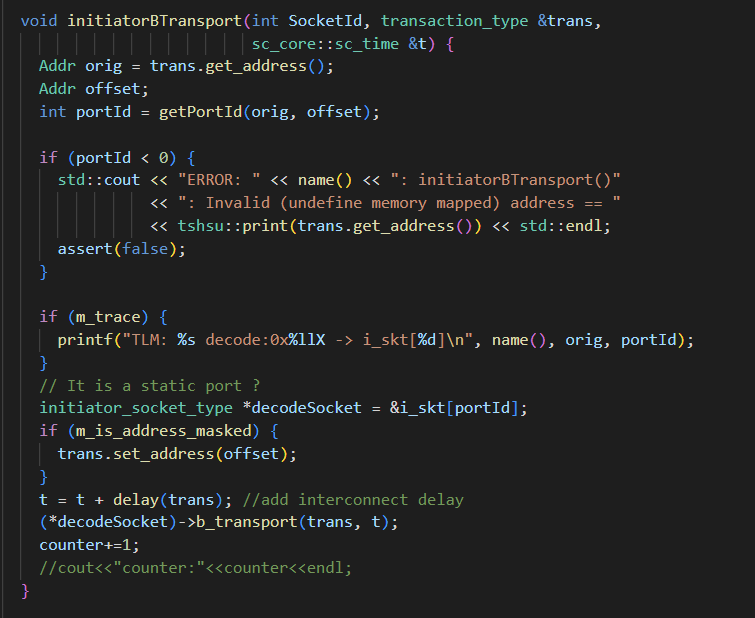 void initiatorBTransport(int SocketId, transaction_type &trans,
sc_core::sc_time &t) {
Addr orig = trans.get_address();
Addr offset;
int portId = getPortId(orig, offset);
if (portId < 0) {
std::cout << "ERROR: " << name() << ": initiatorBTransport()"
<< ": Invalid (undefine memory mapped) address == "
<< tshsu::print(trans.get_address()) << std::endl;
assert(false);
}
if (m_trace) {
printf("TLM: %s decode:0x%llX -> i_skt[%d]\n", name(), orig, portId);
}
// It is a static port ?
initiator_socket_type *decodeSocket = &i_skt[portId];
if (m_is_address_masked) {
trans.set_address(offset);
}
t = t + delay(trans); //add interconnect delay
(*decodeSocket)->b_transport(trans, t);
counter+=1;
//cout<<"counter:"<<counter<<endl;
}